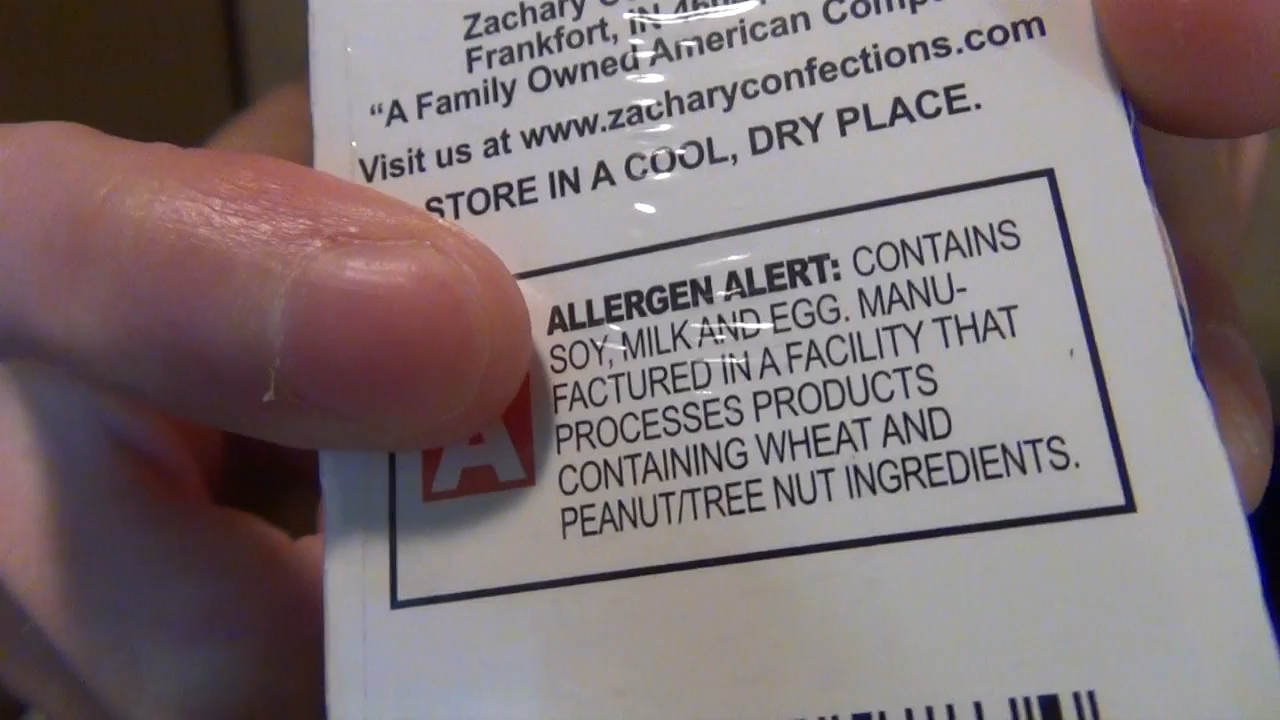 Zachary
Frankfort, IN
“A Family Owned American
Visit us at www.zacharyconfections.com
STORE IN A COOL, DRY PLACE.
ALLERGEN ALERT: CONTAINS
SOY, MILK AND EGG. MANU-
FACTURED IN A FACILITY THAT
PROCESSES PRODUCTS
CONTAINING WHEAT AND
PEANUT/TREE NUT INGREDIENTS.
A